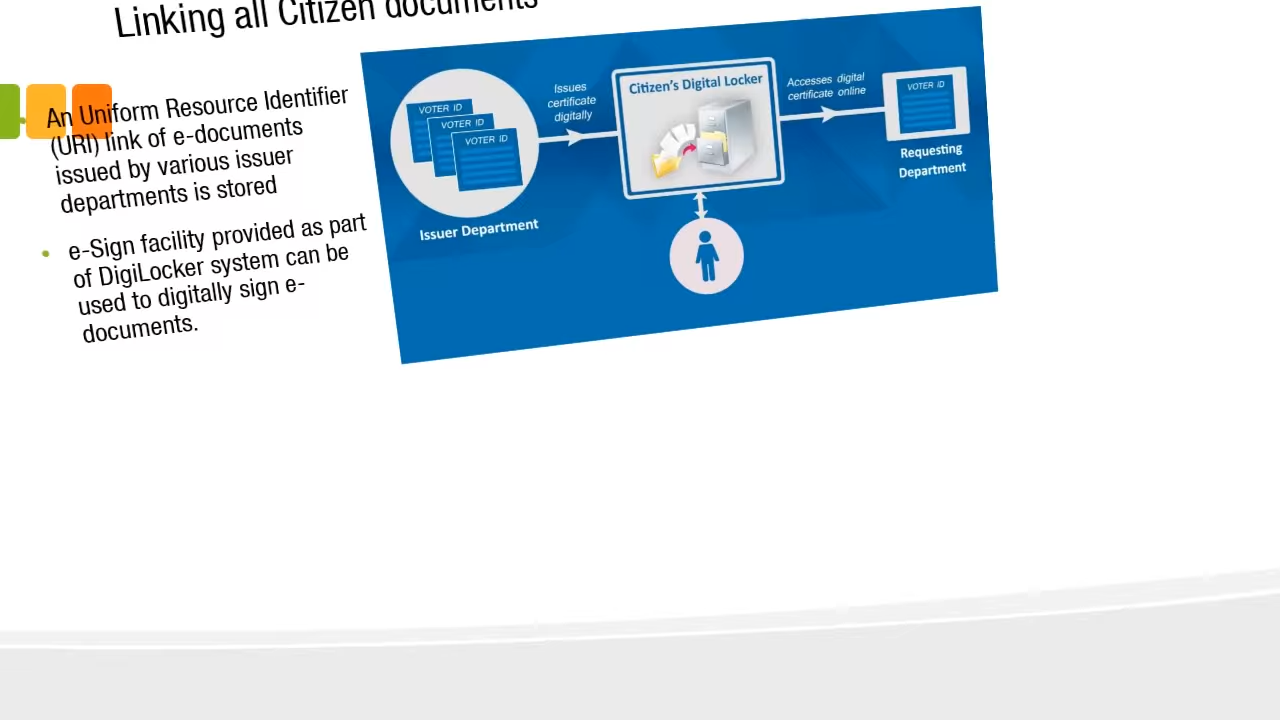 Linking all Citizen documents
An Uniform Resource Identifier
(URI) link of e-documents
issued by various issuer
departments is stored
e-Sign facility provided as part
of DigiLocker system can be
used to digitally sign e-
documents.
VOTER ID
VOTER ID
VOTER ID
Issuer Department
Issues
certificate
digitally
Citizen's Digital Locker
Accesses digital
certificate online
VOTER ID
Requesting
Department